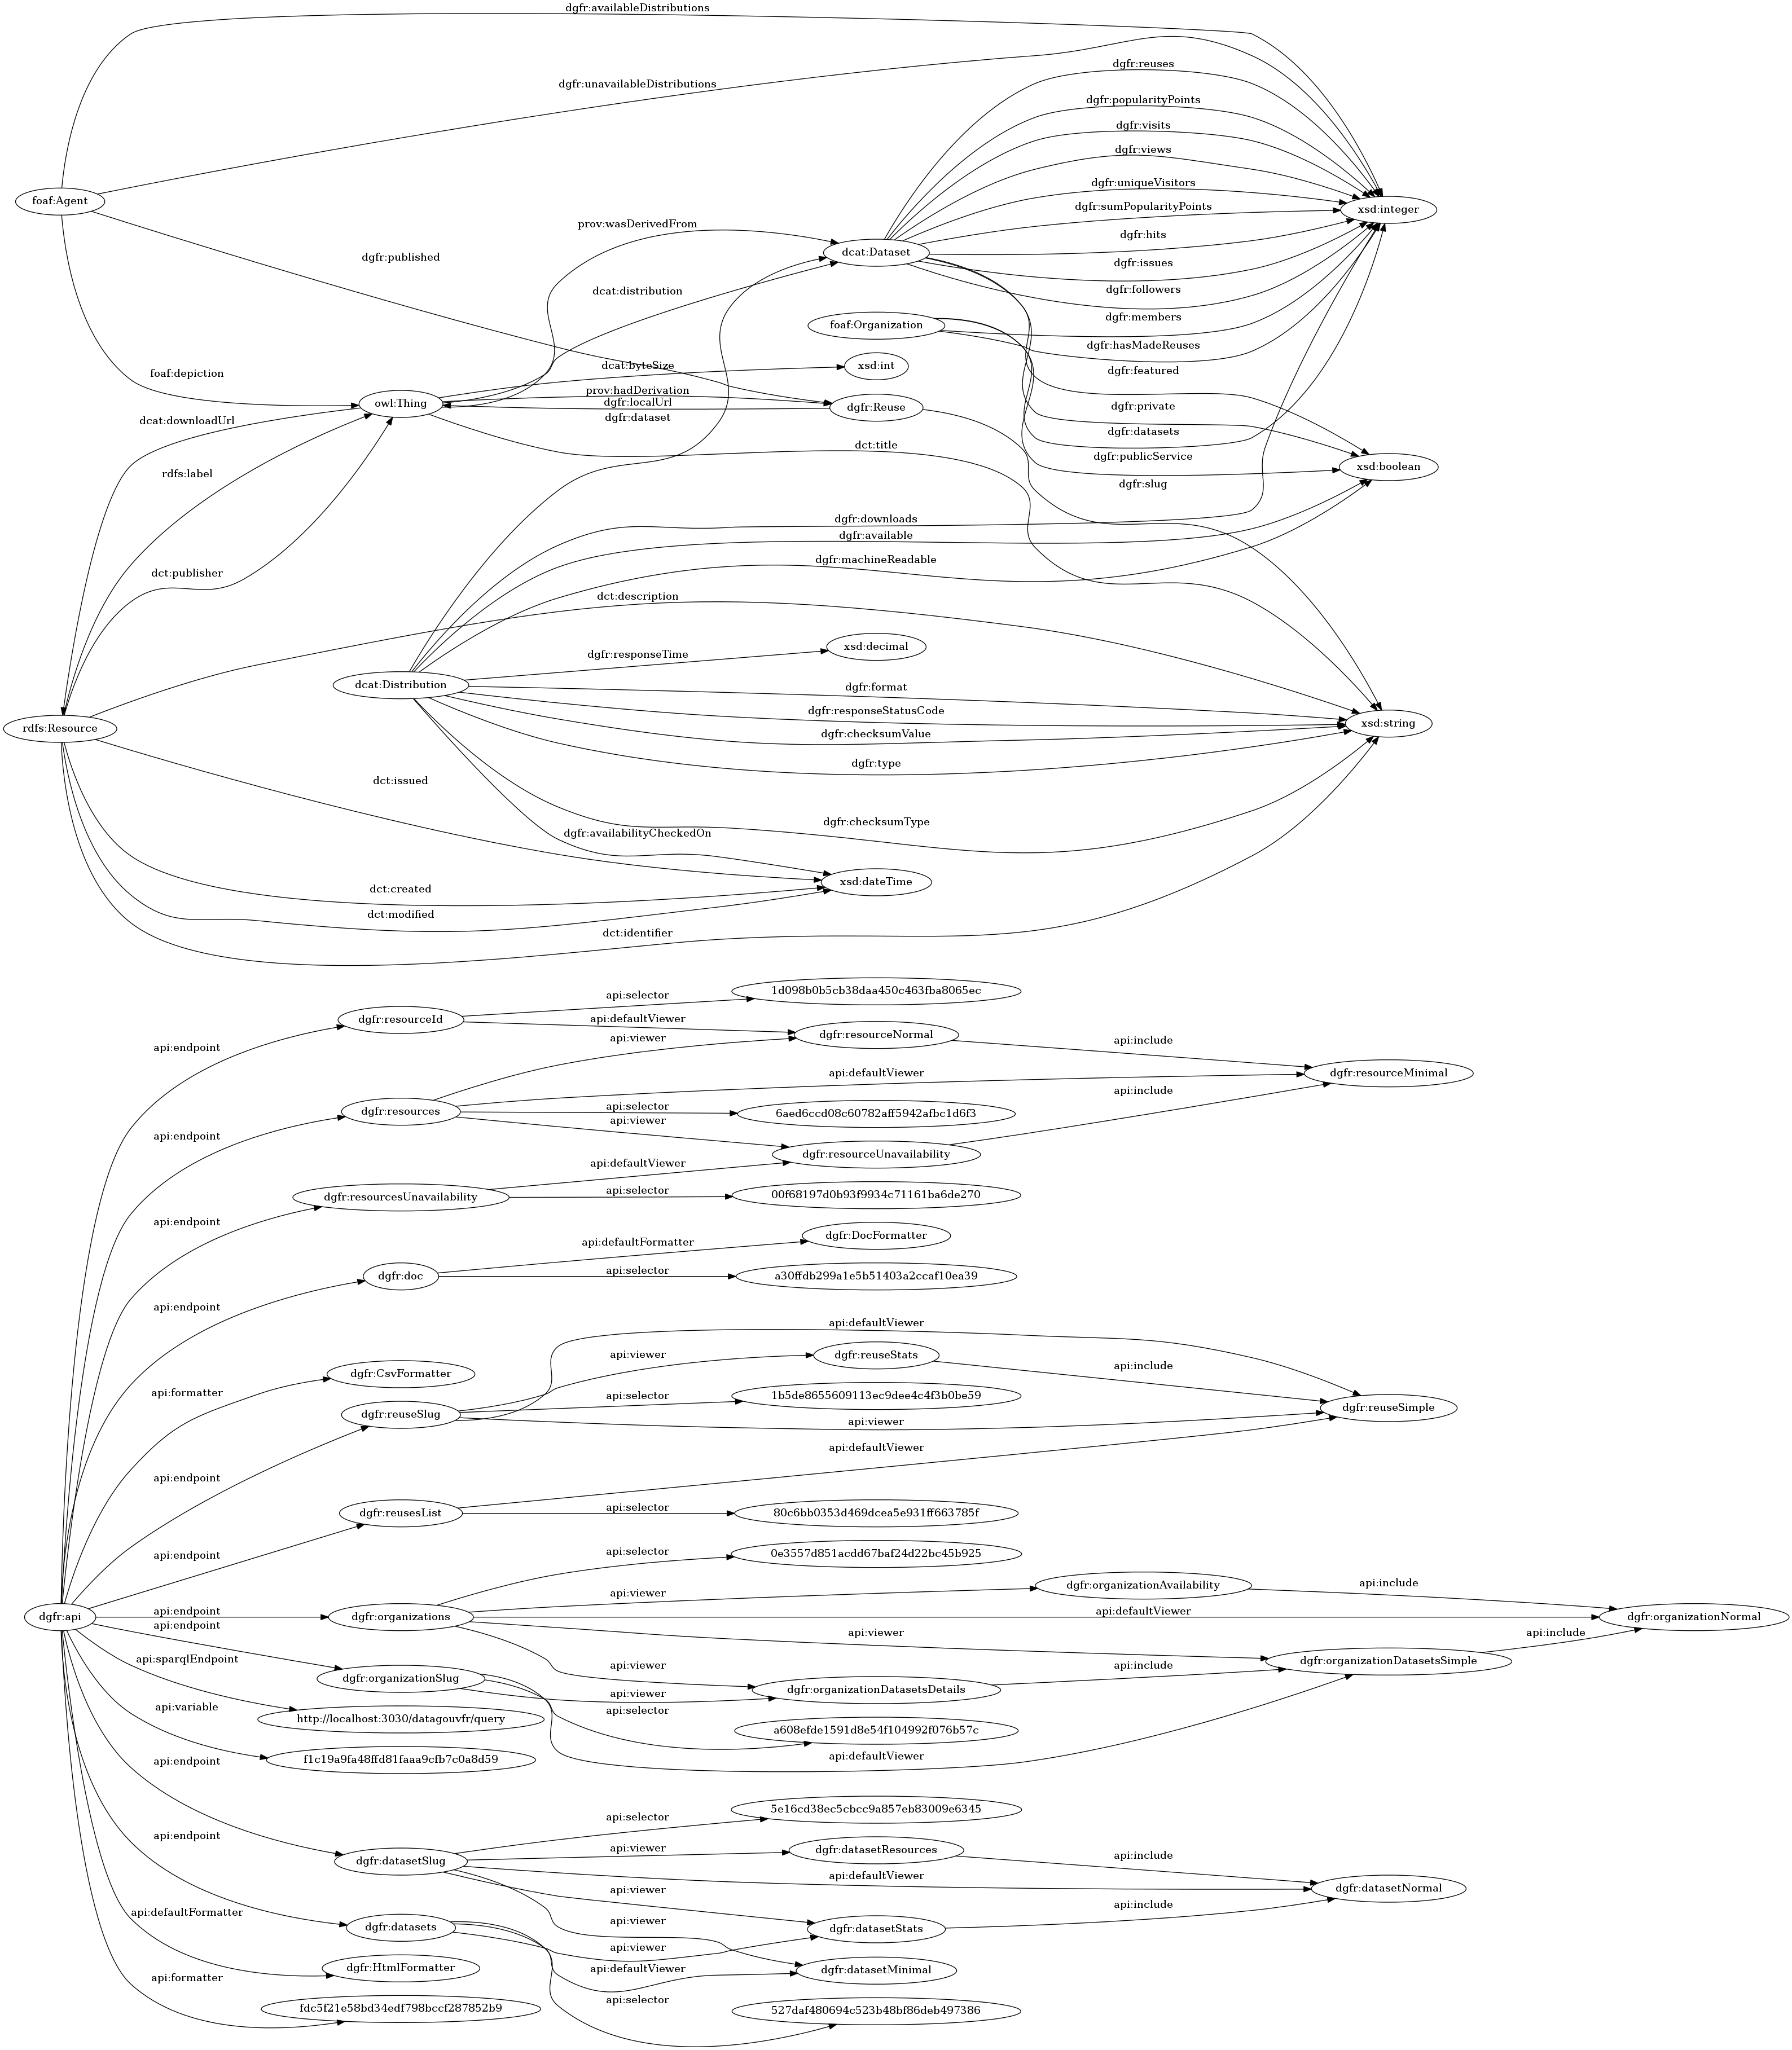 dgfr:availableDistributions
dgfr:reuses
dgfr:unavailableDistributions
dgfr:popularityPoints
dgfr:visits
dgfr:views
dgfr:uniqueVisitors
foaf:Agent
dgfr:sumPopularityPoints
xsd:integer
prov:wasDerivedFrom
dgfr:hits
dcat:Dataset
dgfr:published
dgfr:issues
dcat:distribution
dgfr:followers
dgfr:members
foaf:Organization
dgfr:hasMadeReuses
dcat:byteSize
xsd:int
foaf:depiction
dgfr:featured
prov:hadDerivation
owl:Thing
dgfr:localUrl
dgfr:Reuse
dgfr:private
dgfr:dataset
dcat:downloadUrl
dgfr:datasets
dct:title
dgfr:publicService
xsd:boolean
rdfs:label
dgfr:slug
dgfr:downloads
dgfr:available
dgfr:machineReadable
dct:publisher
dct:description
xsd:decimal
dgfr:responseTime
dcat:Distribution
dgfr:format
dgfr:responseStatusCode
rdfs:Resource
xsd:string
dgfr:checksumValue
dgfr:type
dct:issued
dgfr:checksumType
dgfr:availabilityCheckedOn
xsd:dateTime
dct:created
dct:modified
dct:identifier
api:selector
1d098b0b5cb38daa450c463fba8065ec
dgfr:resourceId
api:defaultViewer
dgfr:resourceNormal
api:endpoint
api:viewer
api:include
api:defaultViewer
dgfr:resourceMinimal
api:include
dgfr:resources
api:selector
6aed6ccd08c60782aff5942afbc1d6f3
api:viewer
api:endpoint
dgfr:resourceUnavailability
api:defaultViewer
api:selector
00f68197d0b93f9934c71161ba6de270
dgfr:resourcesUnavailability
api:endpoint
dgfr:DocFormatter
api:defaultFormatter
api:selector
dgfr:doc
a30ffdb299a1e5b51403a2ccaf10ea39
api:endpoint
api:defaultViewer
api:viewer
dgfr:reuseStats
api:include
dgfr:CsvFormatter
api:formatter
api:selector
1b5de8655609113ec9dee4c4f3b0be59
dgfr:reuseSimple
dgfr:reuseSlug
api:viewer
api:defaultViewer
api:endpoint
api:selector
dgfr:reusesList
80c6bb0353d469dcea5e931ff663785f
api:endpoint
api:selector
0e3557d851acdd67baf24d22bc45b925
api:include
dgfr:organizationAvailability
api:viewer
dgfr:api
api:endpoint
dgfr:organizations
api:defaultViewer
dgfr:organizationNormal
api:endpoint
api:viewer
api:include
api:sparqlEndpoint
api:viewer
api:include
dgfr:organizationDatasetsSimple
dgfr:organizationSlug
dgfr:organizationDatasetsDetails
api:viewer
api:variable
api:selector
http://localhost:3030/datagouvfr/query
a608efde1591d8e54f104992f076b57c
api:defaultViewer
f1c19a9fa48ffd81faaa9cfb7c0a8d59
api:endpoint
5e16cd38ec5cbcc9a857eb83009e6345
api:selector
api:endpoint
api:viewer
dgfr:datasetResources
api:include
dgfr:datasetSlug
api:defaultViewer
dgfr:datasetNormal
api:viewer
api:include
api:defaultFormatter
api:viewer
dgfr:datasets
dgfr:datasetStats
api:viewer
dgfr:HtmlFormatter
api:defaultViewer
dgfr:datasetMinimal
api:formatter
api:selector
fdc5f21e58bd34edf798bccf287852b9
527daf480694c523b48bf86deb497386